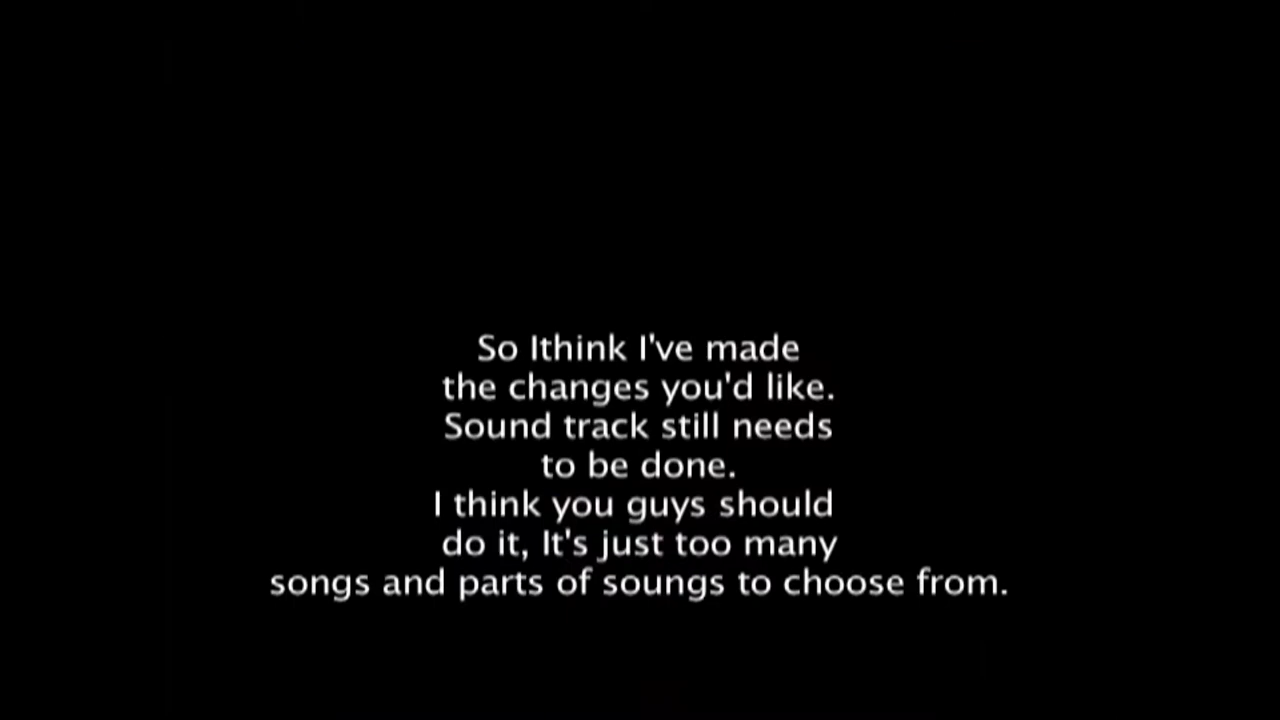 So Ithink I've made
the changes you'd like.
Sound track still needs
to be done.
I think you guys should
do it, It's just too many
songs and parts of soungs to choose from.